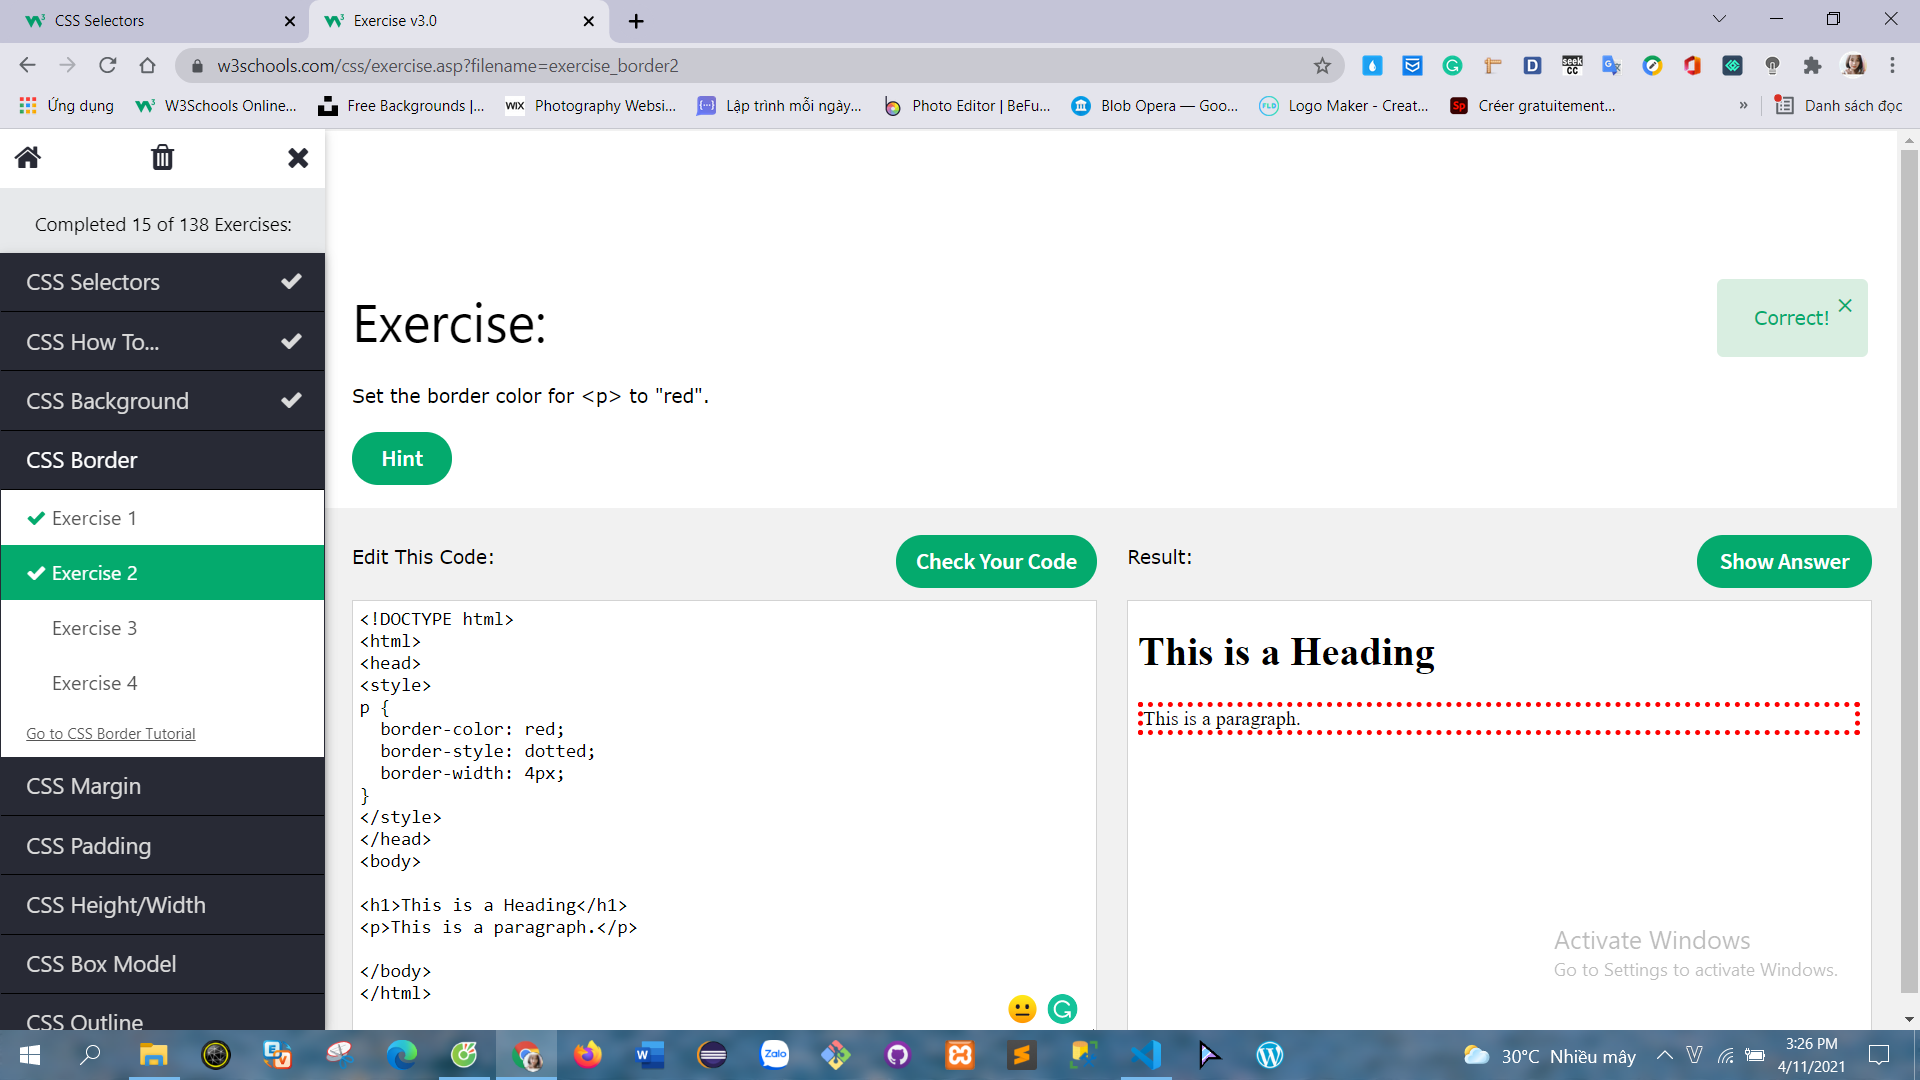 CSS Selectors
Exercise v3.0
w3schools.com/css/exercise.asp?filename=exercise_border2
Ứng dụng
W3Schools Online...
Free Backgrounds |...
WIX
Photography Websi...
Lập trình mỗi ngày...
Photo Editor | BeFu...
Blob Opera — Goo...
FLD
Logo Maker - Creat...
Sp
Créer gratuitement...
»
Danh sách đọc
Completed 15 of 138 Exercises:
CSS Selectors
CSS How To...
CSS Background
CSS Border
Exercise 1
Exercise 2
Exercise 3
Exercise 4
Go to CSS Border Tutorial
CSS Margin
CSS Padding
CSS Height/Width
CSS Box Model
CSS Outline
Exercise:
Correct!
Set the border color for <p> to "red".
Hint
Edit This Code:
Check Your Code
Result:
Show Answer
<!DOCTYPE html>
<html>
<head>
<style>
p {
  border-color: red;
  border-style: dotted;
  border-width: 4px;
}
</style>
</head>
<body>
<h1>This is a Heading</h1>
<p>This is a paragraph.</p>
</body>
</html>
This is a Heading
This is a paragraph.
Activate Windows
Go to Settings to activate Windows.
Zalo
30°C Nhiều mây
3:26 PM
4/11/2021